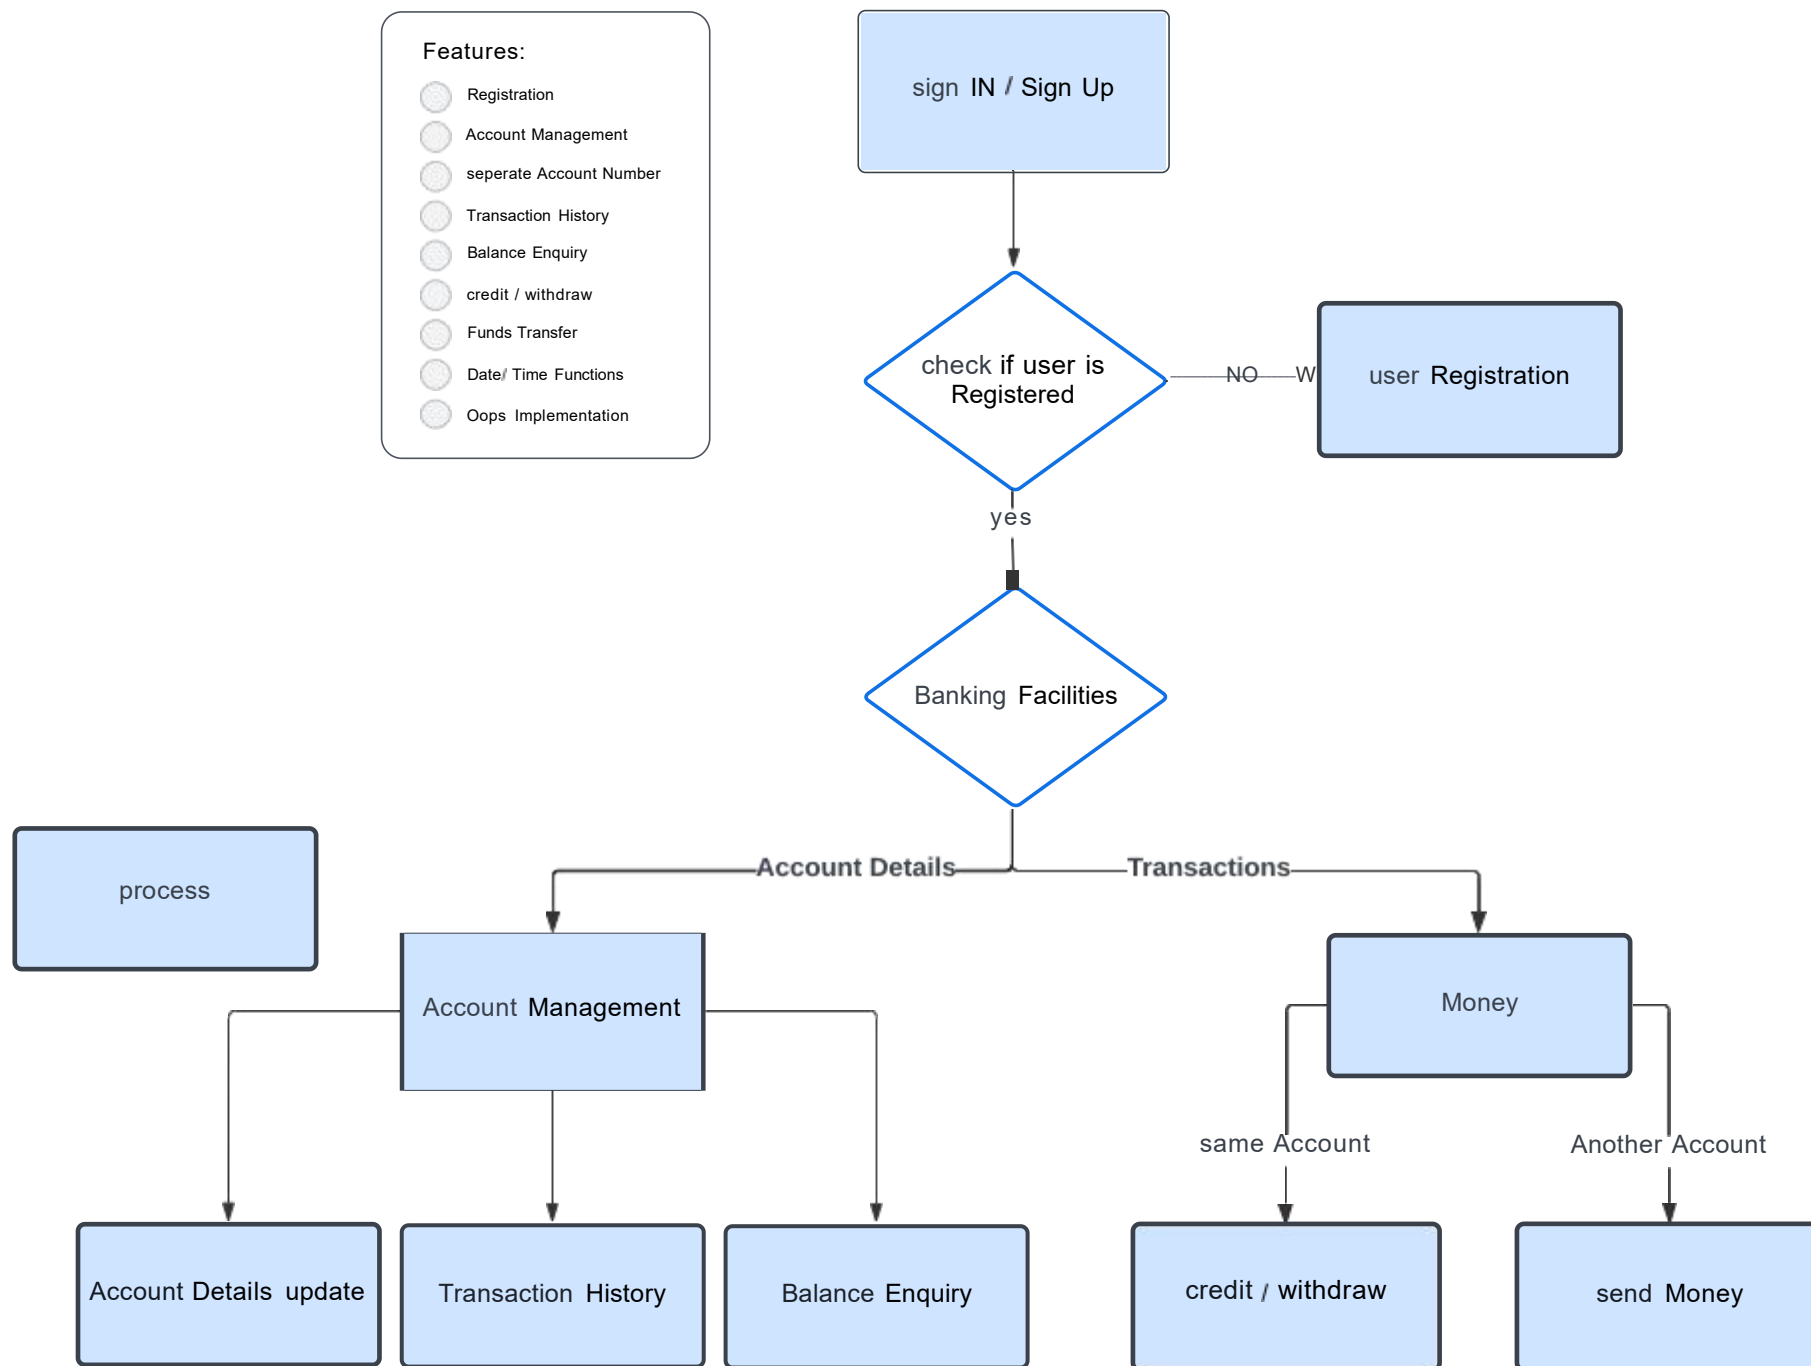 Features:
Registration
Account Management
seperate Account Number
Transaction History
Balance Enquiry
credit / withdraw
Funds Transfer
Date/ Time Functions
Oops Implementation
sign IN / Sign Up
check if user is
Registered
NO W
user Registration
yes
Banking Facilities
Account Details
Transactions
process
Account Management
Money
same Account
Another Account
Account Details update
Transaction History
Balance Enquiry
credit / withdraw
send Money